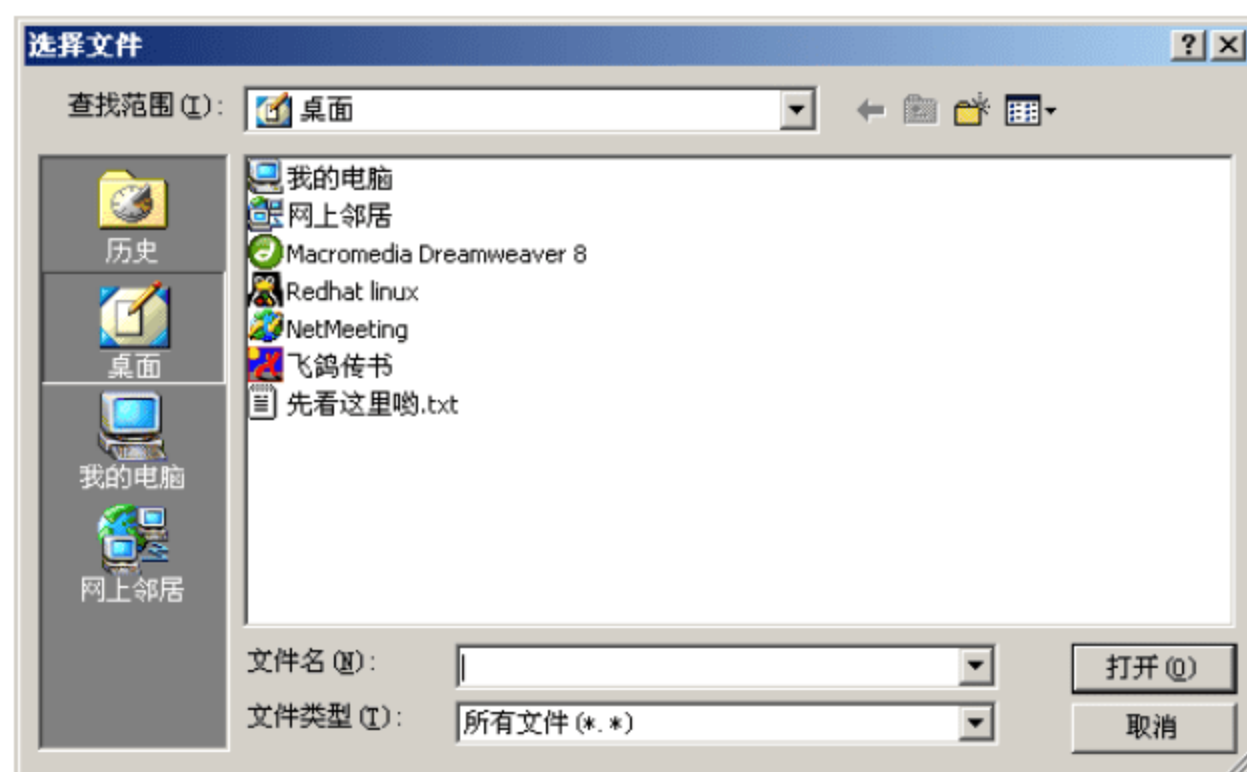 选择文件
查找范围(I): 桌面
历史
桌面
我的电脑
网上邻居
我的电脑
网上邻居
Macromedia Dreamweaver 8
Redhat linux
NetMeeting
飞鸽传书
先看这里哟.txt
文件名(N): 打开(O)
文件类型(T): 所有文件(*.*) 取消